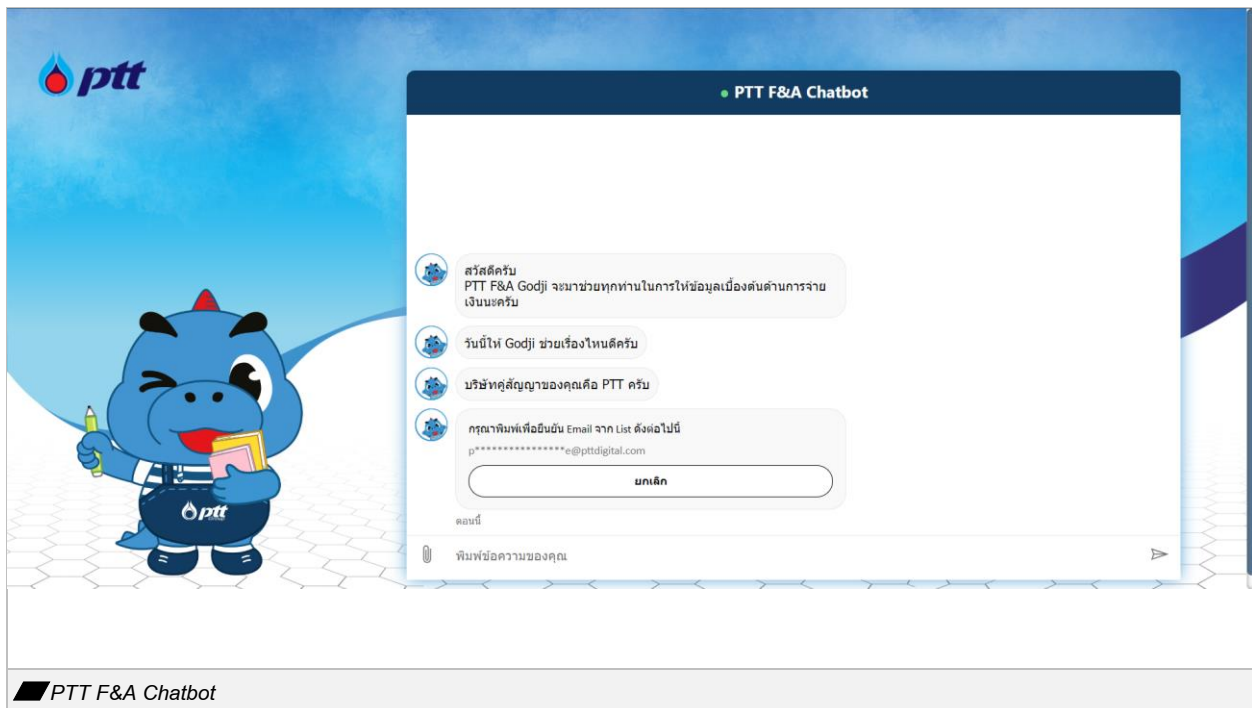 ptt
PTT F&A Chatbot
สวัสดีครับ
PTT F&A Godji จะมาช่วยทุกท่านในการให้ข้อมูลเบื้องต้นด้านการจ่าย
เงินนะครับ
วันนี้ให้ Godji ช่วยเรื่องไหนดีครับ
บริษัทคู่สัญญาของคุณคือ PTT ครับ
กรุณาพิมพ์เพื่อยืนยัน Email จาก List ดังต่อไปนี้
p****************e@pttdigital.com
ยกเลิก
ตอนนี้
พิมพ์ข้อความของคุณ
ptt
PTT F&A Chatbot